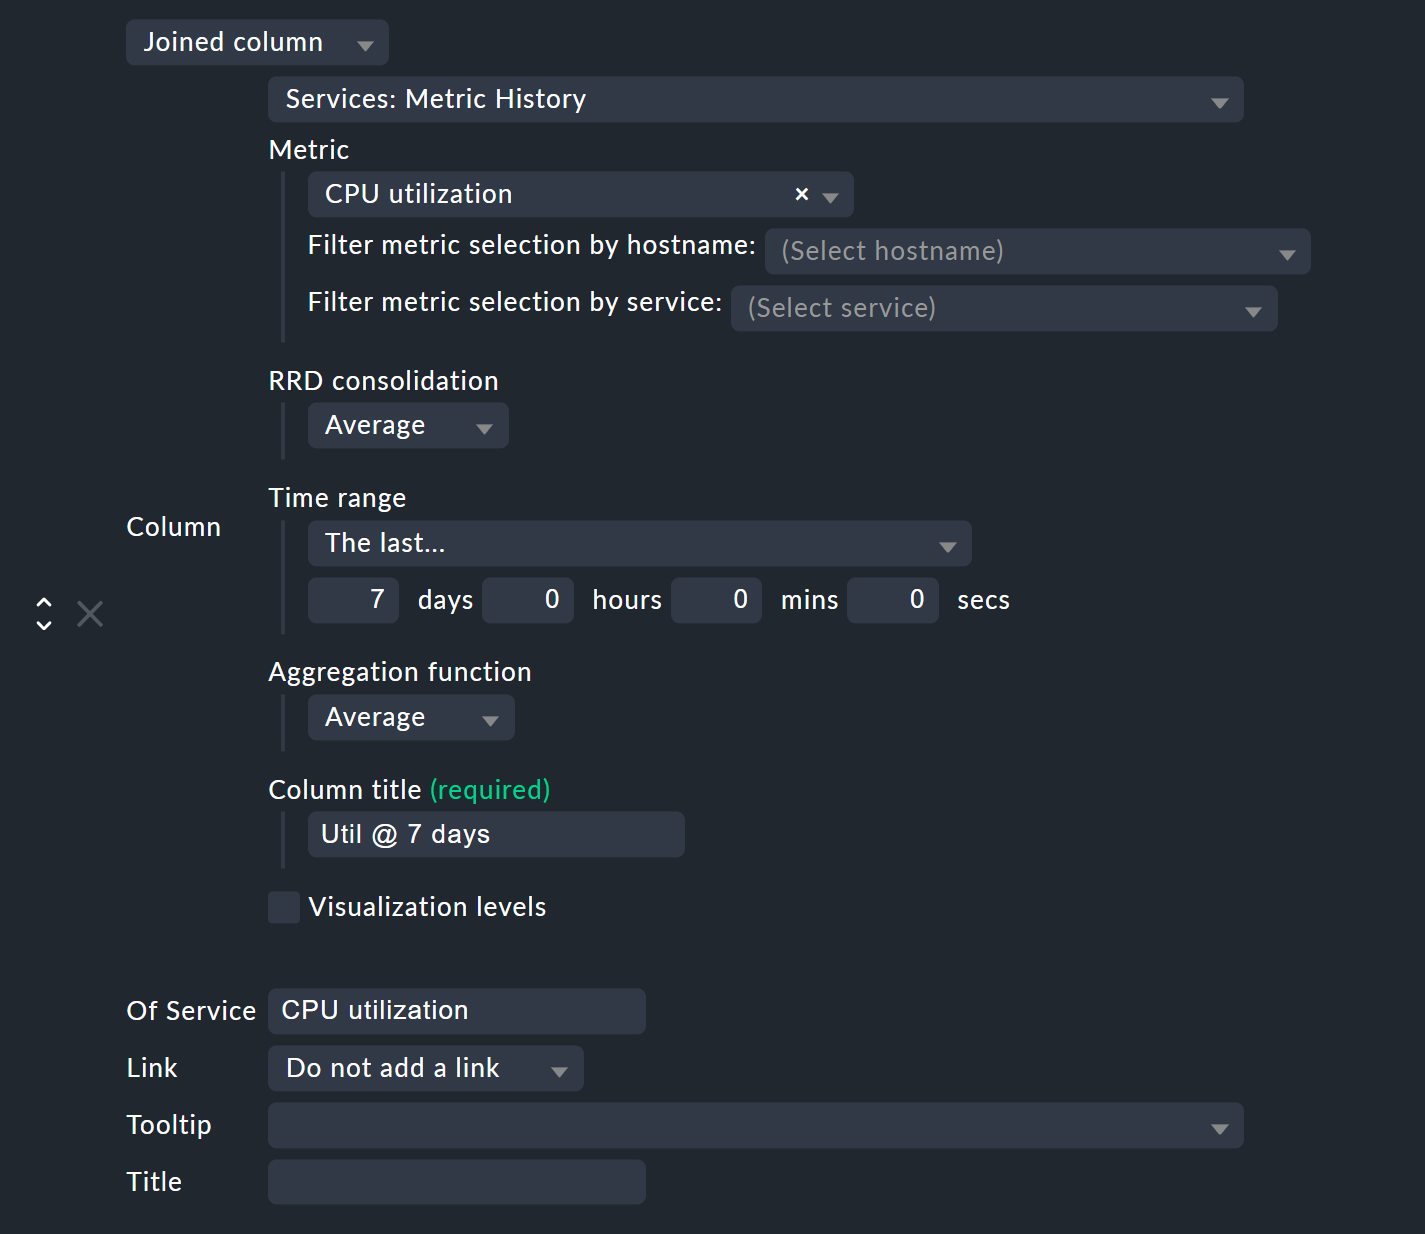 Joined column
Services: Metric History
Metric
CPU utilization ×
Filter metric selection by hostname: (Select hostname)
Filter metric selection by service: (Select service)
RRD consolidation
Average
Time range
Column
The last...
7 days 0 hours 0 mins 0 secs
Aggregation function
Average
Column title (required)
Util @ 7 days
Visualization levels
Of Service CPU utilization
Link Do not add a link
Tooltip
Title